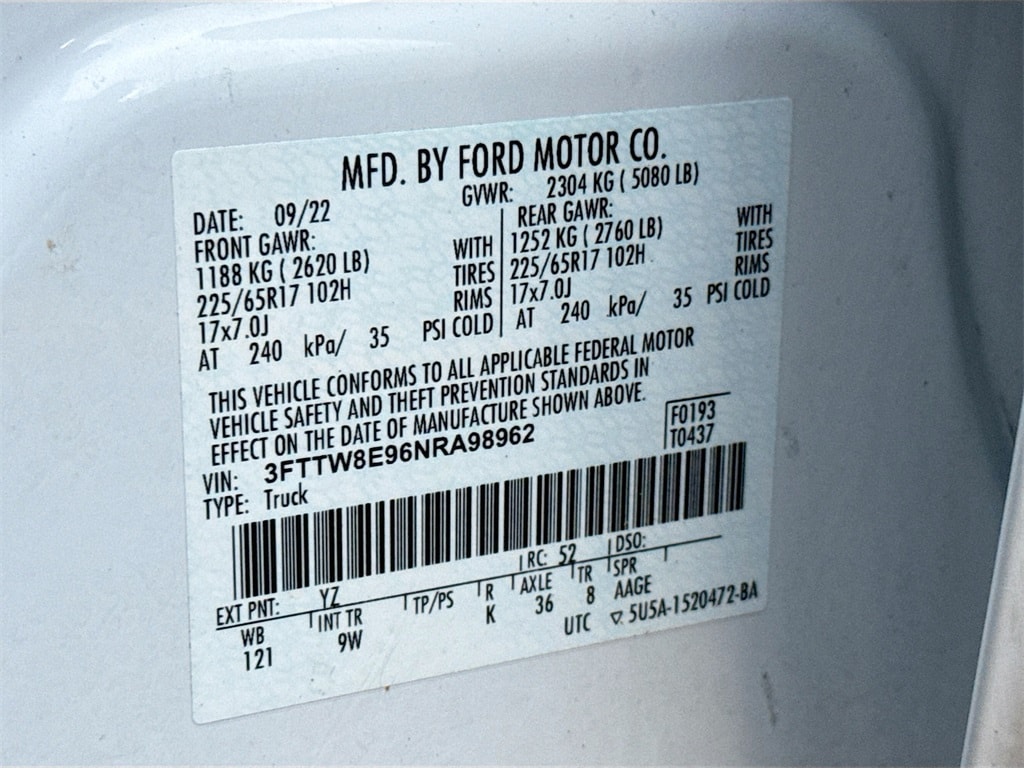 MFD. BY FORD MOTOR CO.
DATE: 09/22 GVWR: 2304 KG ( 5080 LB)
FRONT GAWR: WITH
1188 KG ( 2620 LB) TIRES
225/65R17 102H RIMS
17x7.0J
AT 240 kPa/ 35 PSI COLD
REAR GAWR: WITH
1252 KG ( 2760 LB) TIRES
225/65R17 102H RIMS
17x7.0J
AT 240 kPa/ 35 PSI COLD
THIS VEHICLE CONFORMS TO ALL APPLICABLE FEDERAL MOTOR
VEHICLE SAFETY AND THEFT PREVENTION STANDARDS IN
EFFECT ON THE DATE OF MANUFACTURE SHOWN ABOVE.
VIN: 3FTTW8E96NRA98962
TYPE: Truck
F0193
T0437
EXT PNT: YZ RC: 52 DSO:
WB INT TR TP/PS R AXLE TR SPR
121 9W K 36 8 AAGE
UTC ▽ 5U5A-1520472-BA